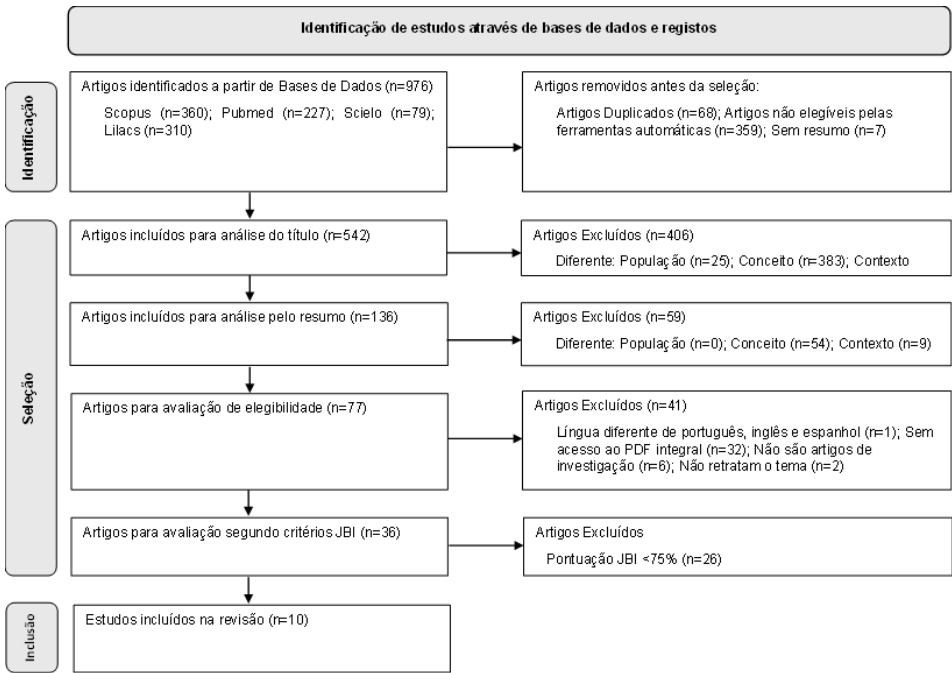 Identificação de estudos através de bases de dados e registos
Identificação
Artigos identificados a partir de Bases de Dados (n=976)
Scopus (n=360); Pubmed (n=227); Scielo (n=79);
Lilacs (n=310)
Artigos removidos antes da seleção:
Artigos Duplicados (n=68); Artigos não elegíveis pelas
ferramentas automáticas (n=359); Sem resumo (n=7)
Seleção
Artigos incluídos para análise do título (n=542)
Artigos Excluídos (n=406)
Diferente: População (n=25); Conceito (n=383); Contexto
Artigos incluídos para análise pelo resumo (n=136)
Artigos Excluídos (n=59)
Diferente: População (n=0); Conceito (n=54); Contexto (n=9)
Artigos para avaliação de elegibilidade (n=77)
Artigos Excluídos (n=41)
Língua diferente de português, inglês e espanhol (n=1); Sem
acesso ao PDF integral (n=32); Não são artigos de
investigação (n=6); Não retratam o tema (n=2)
Artigos para avaliação segundo critérios JBI (n=36)
Artigos Excluídos
Pontuação JBI <75% (n=26)
Inclusão
Estudos incluídos na revisão (n=10)